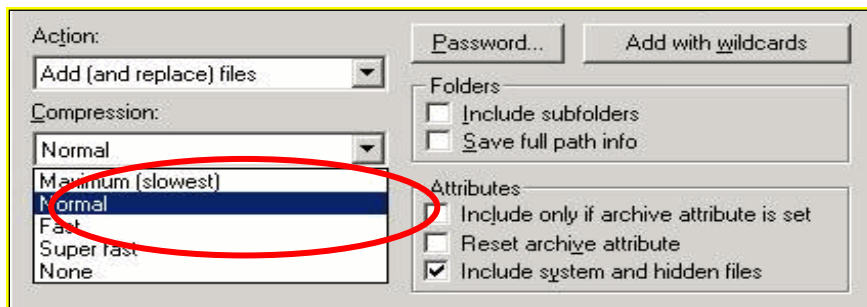 Action:
Add (and replace) files
Compression:
Normal
Maximum (slowest)
Normal
Fast
Super fast
None
Password...
Add with wildcards
Folders
Include subfolders
Save full path info
Attributes
Include only if archive attribute is set
Reset archive attribute
Include system and hidden files